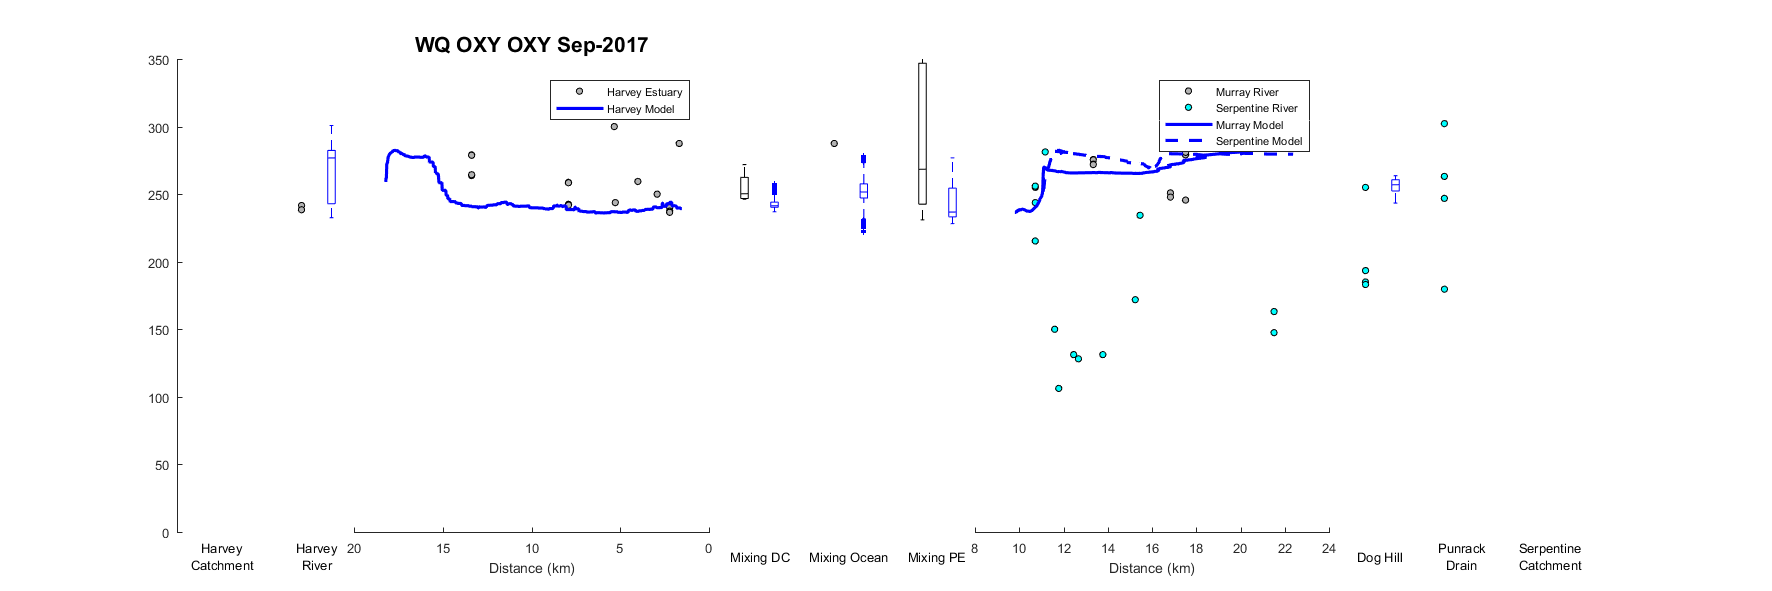 WQ OXY OXY Sep-2017
350
300
250
200
150
100
50
0
Harvey Estuary
Harvey Model
Murray River
Serpentine River
Murray Model
Serpentine Model
20 15 10 5 0
8 10 12 14 16 18 20 22 24
Distance (km)
Distance (km)
Harvey
Catchment
Harvey
River
Mixing DC
Mixing Ocean
Mixing PE
Dog Hill
Punrack
Drain
Serpentine
Catchment